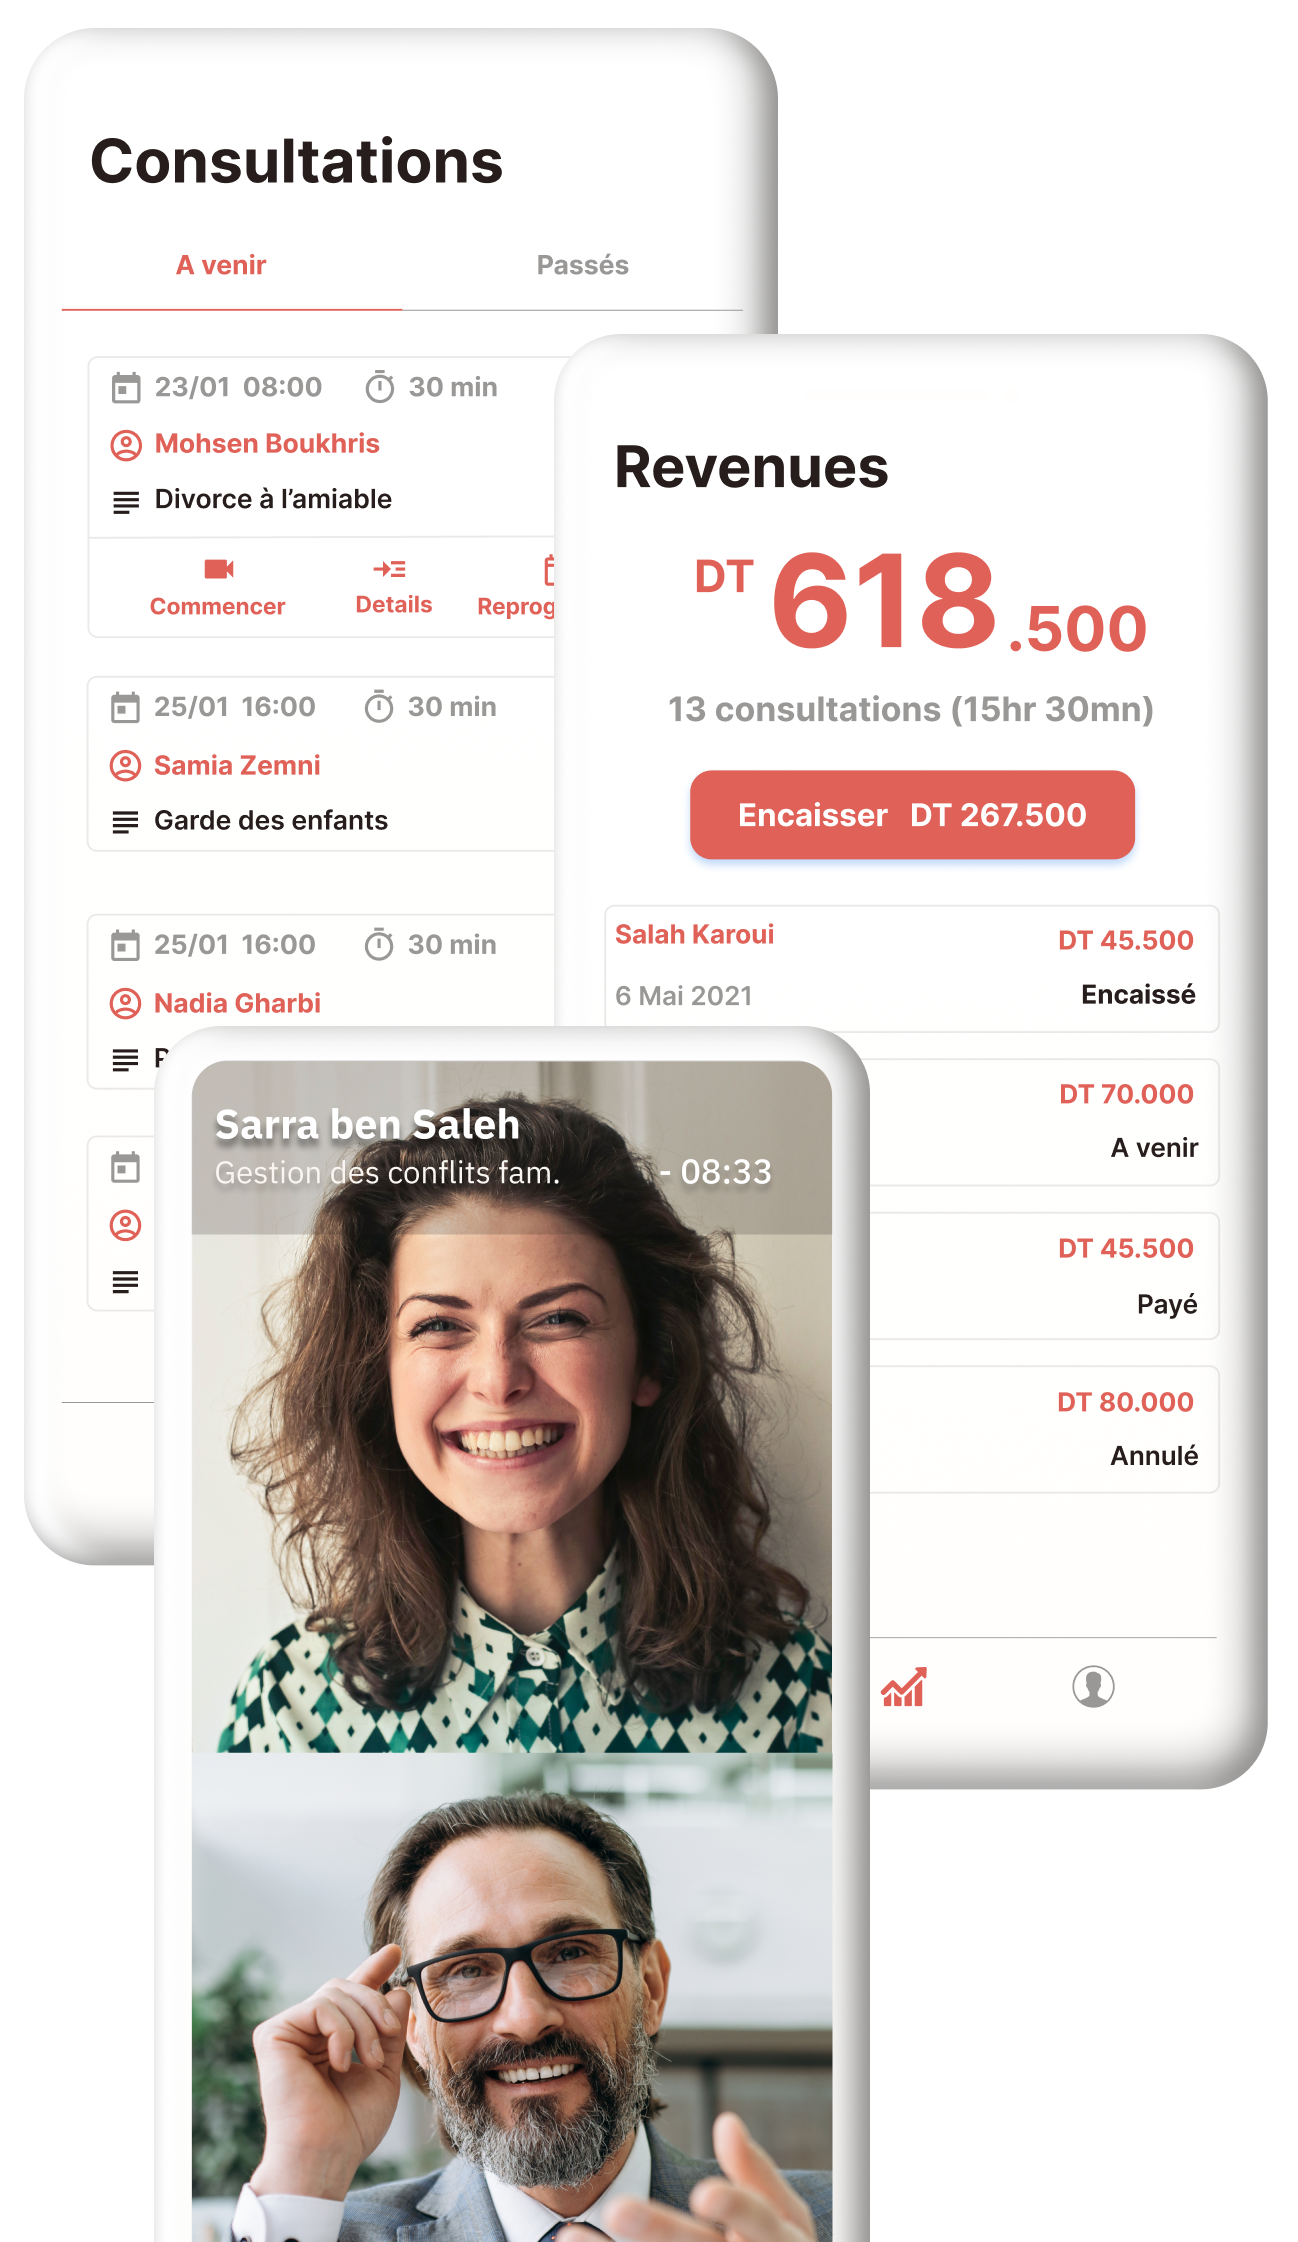 Consultations
A venir
Passés
23/01 08:00
30 min
Mohsen Boukhris
Divorce à l’amiable
Commencer
Details
25/01 16:00
30 min
Samia Zemni
Garde des enfants
25/01 16:00
30 min
Nadia Gharbi
Revenues
DT 618.500
13 consultations (15hr 30mn)
Encaisser DT 267.500
Salah Karoui
DT 45.500
6 Mai 2021
Encaissé
DT 70.000
A venir
DT 45.500
Payé
DT 80.000
Annulé
Sarra ben Saleh
Gestion des conflits fam.
- 08:33